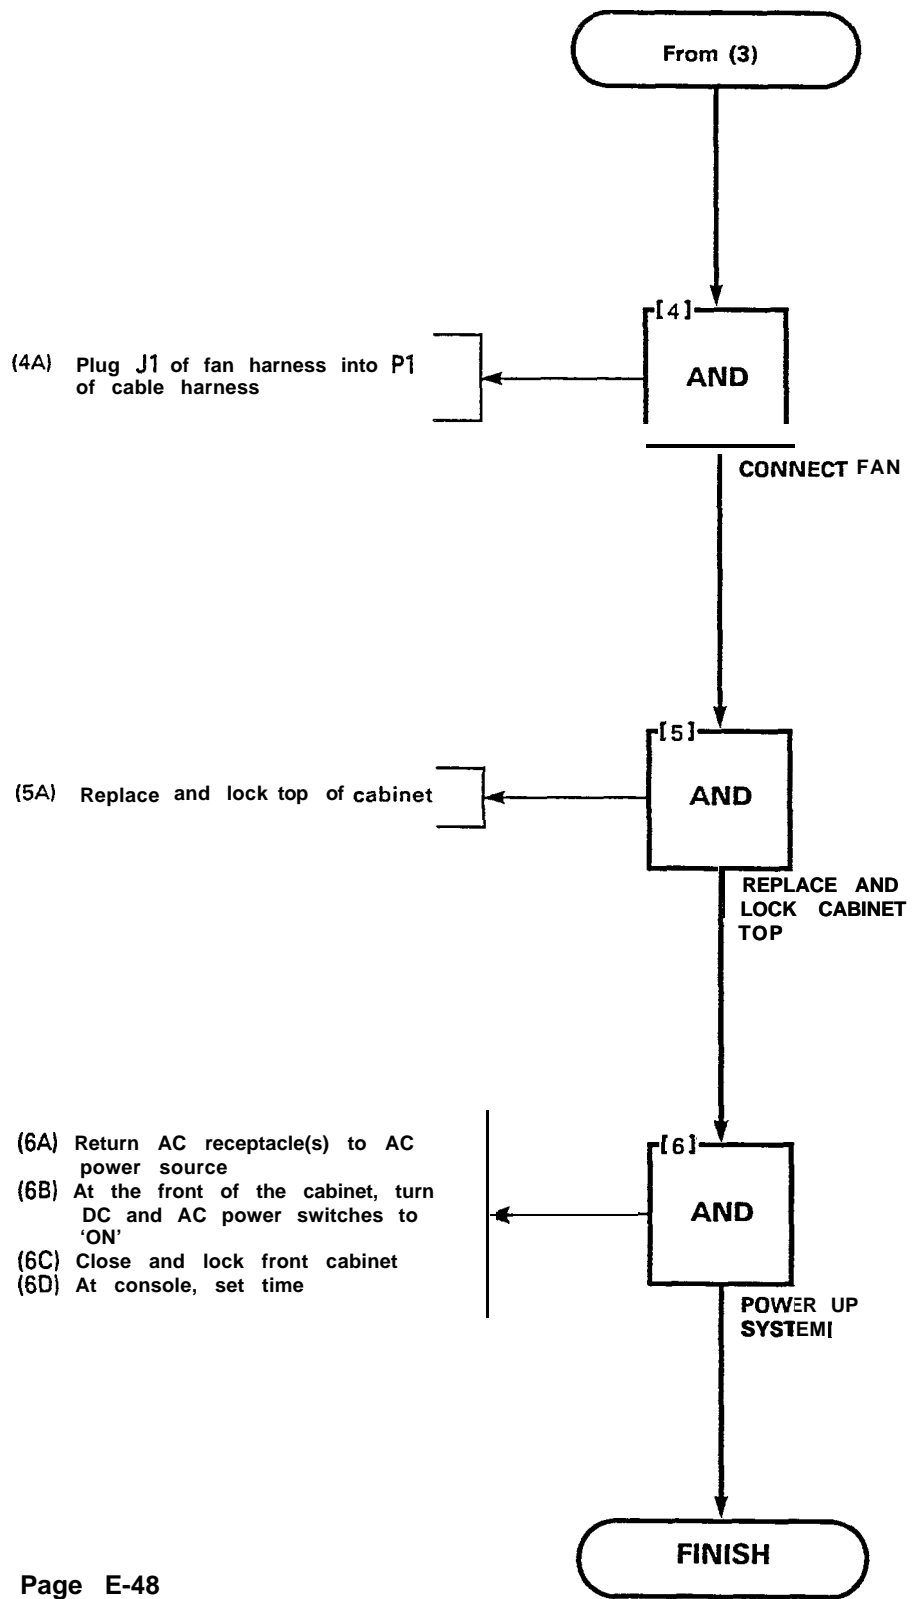 From (3)
[4]
(4A) Plug J1 of fan harness into P1
of cable harness
AND
CONNECT FAN
[5]
(5A) Replace and lock top of cabinet
AND
REPLACE AND
LOCK CABINET
TOP
[6]
(6A) Return AC receptacle(s) to AC
power source
(6B) At the front of the cabinet, turn
DC and AC power switches to
‘ON’
(6C) Close and lock front cabinet
(6D) At console, set time
AND
POWER UP
SYSTEM
FINISH
Page E-48